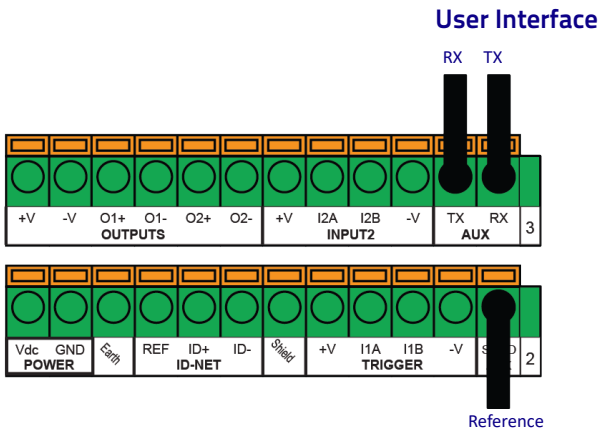 User Interface
RX TX
+V -V O1+ O1- O2+ O2- +V I2A I2B -V TX RX
OUTPUTS INPUT2 AUX
3
Vdc GND Earth REF ID+ ID- Shield +V I1A I1B -V
POWER ID-NET TRIGGER
2
Reference